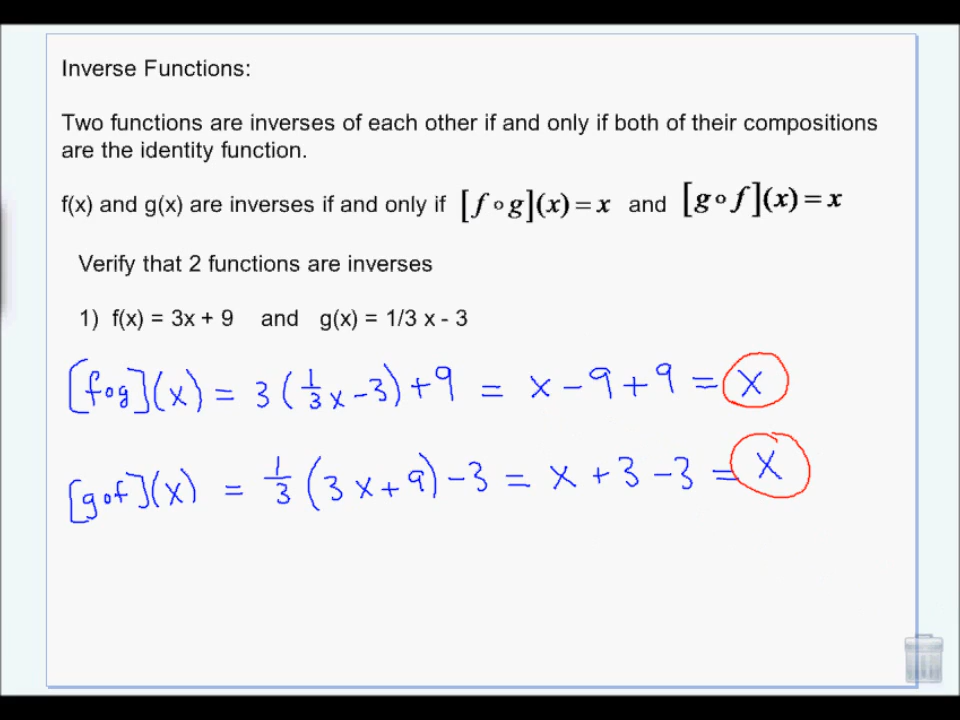 Inverse Functions:
Two functions are inverses of each other if and only if both of their compositions
are the identity function.
f(x) and g(x) are inverses if and only if [f∘g](x) = x and [g∘f](x) = x
Verify that 2 functions are inverses
1) f(x) = 3x + 9 and g(x) = 1/3 x - 3
[f∘g](x) = 3(1/3 x - 3) + 9 = x - 9 + 9 = x
[g∘f](x) = 1/3 (3x + 9) - 3 = x + 3 - 3 = x